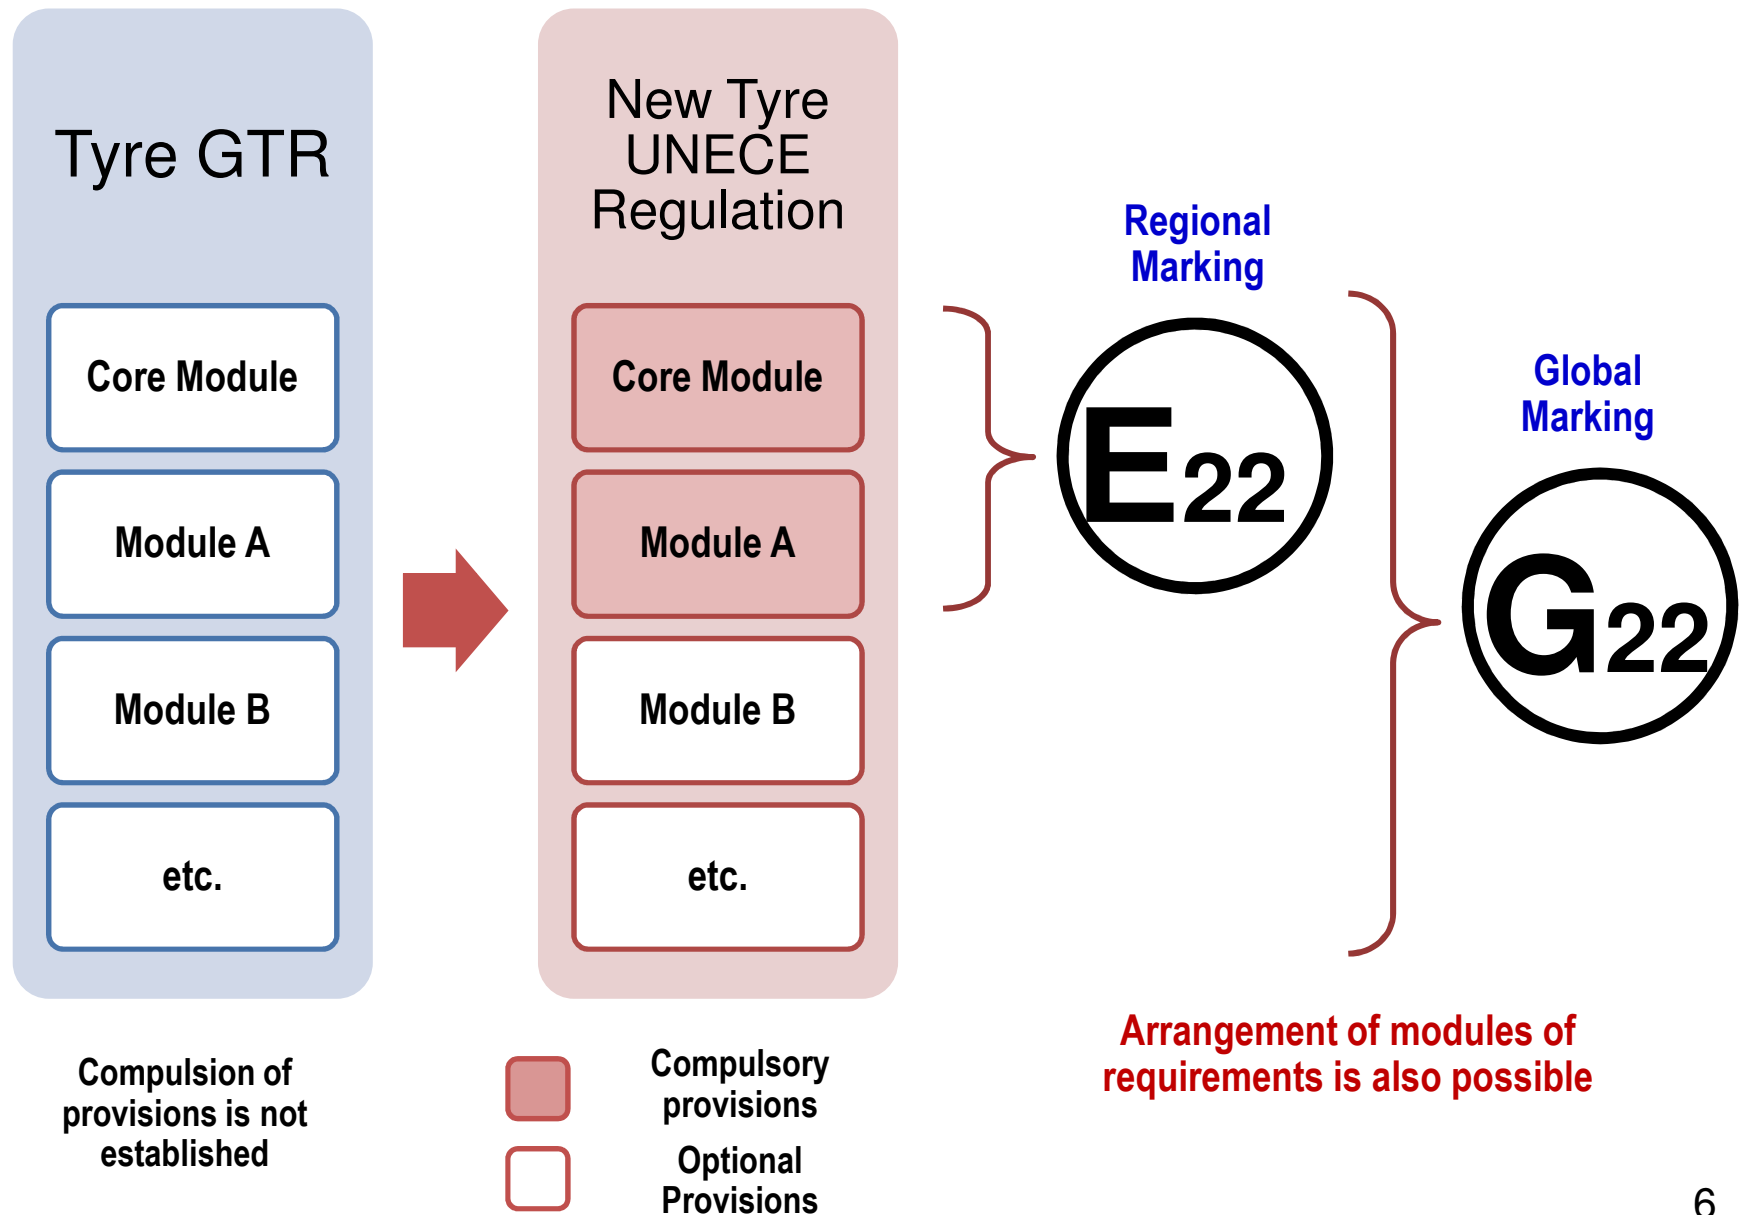 Tyre GTR
Core Module
Module A
Module B
etc.
Compulsion of
provisions is not
established
New Tyre
UNECE
Regulation
Core Module
Module A
Module B
etc.
Compulsory
provisions
Optional
Provisions
Regional
Marking
E22
Global
Marking
G22
Arrangement of modules of
requirements is also possible
6